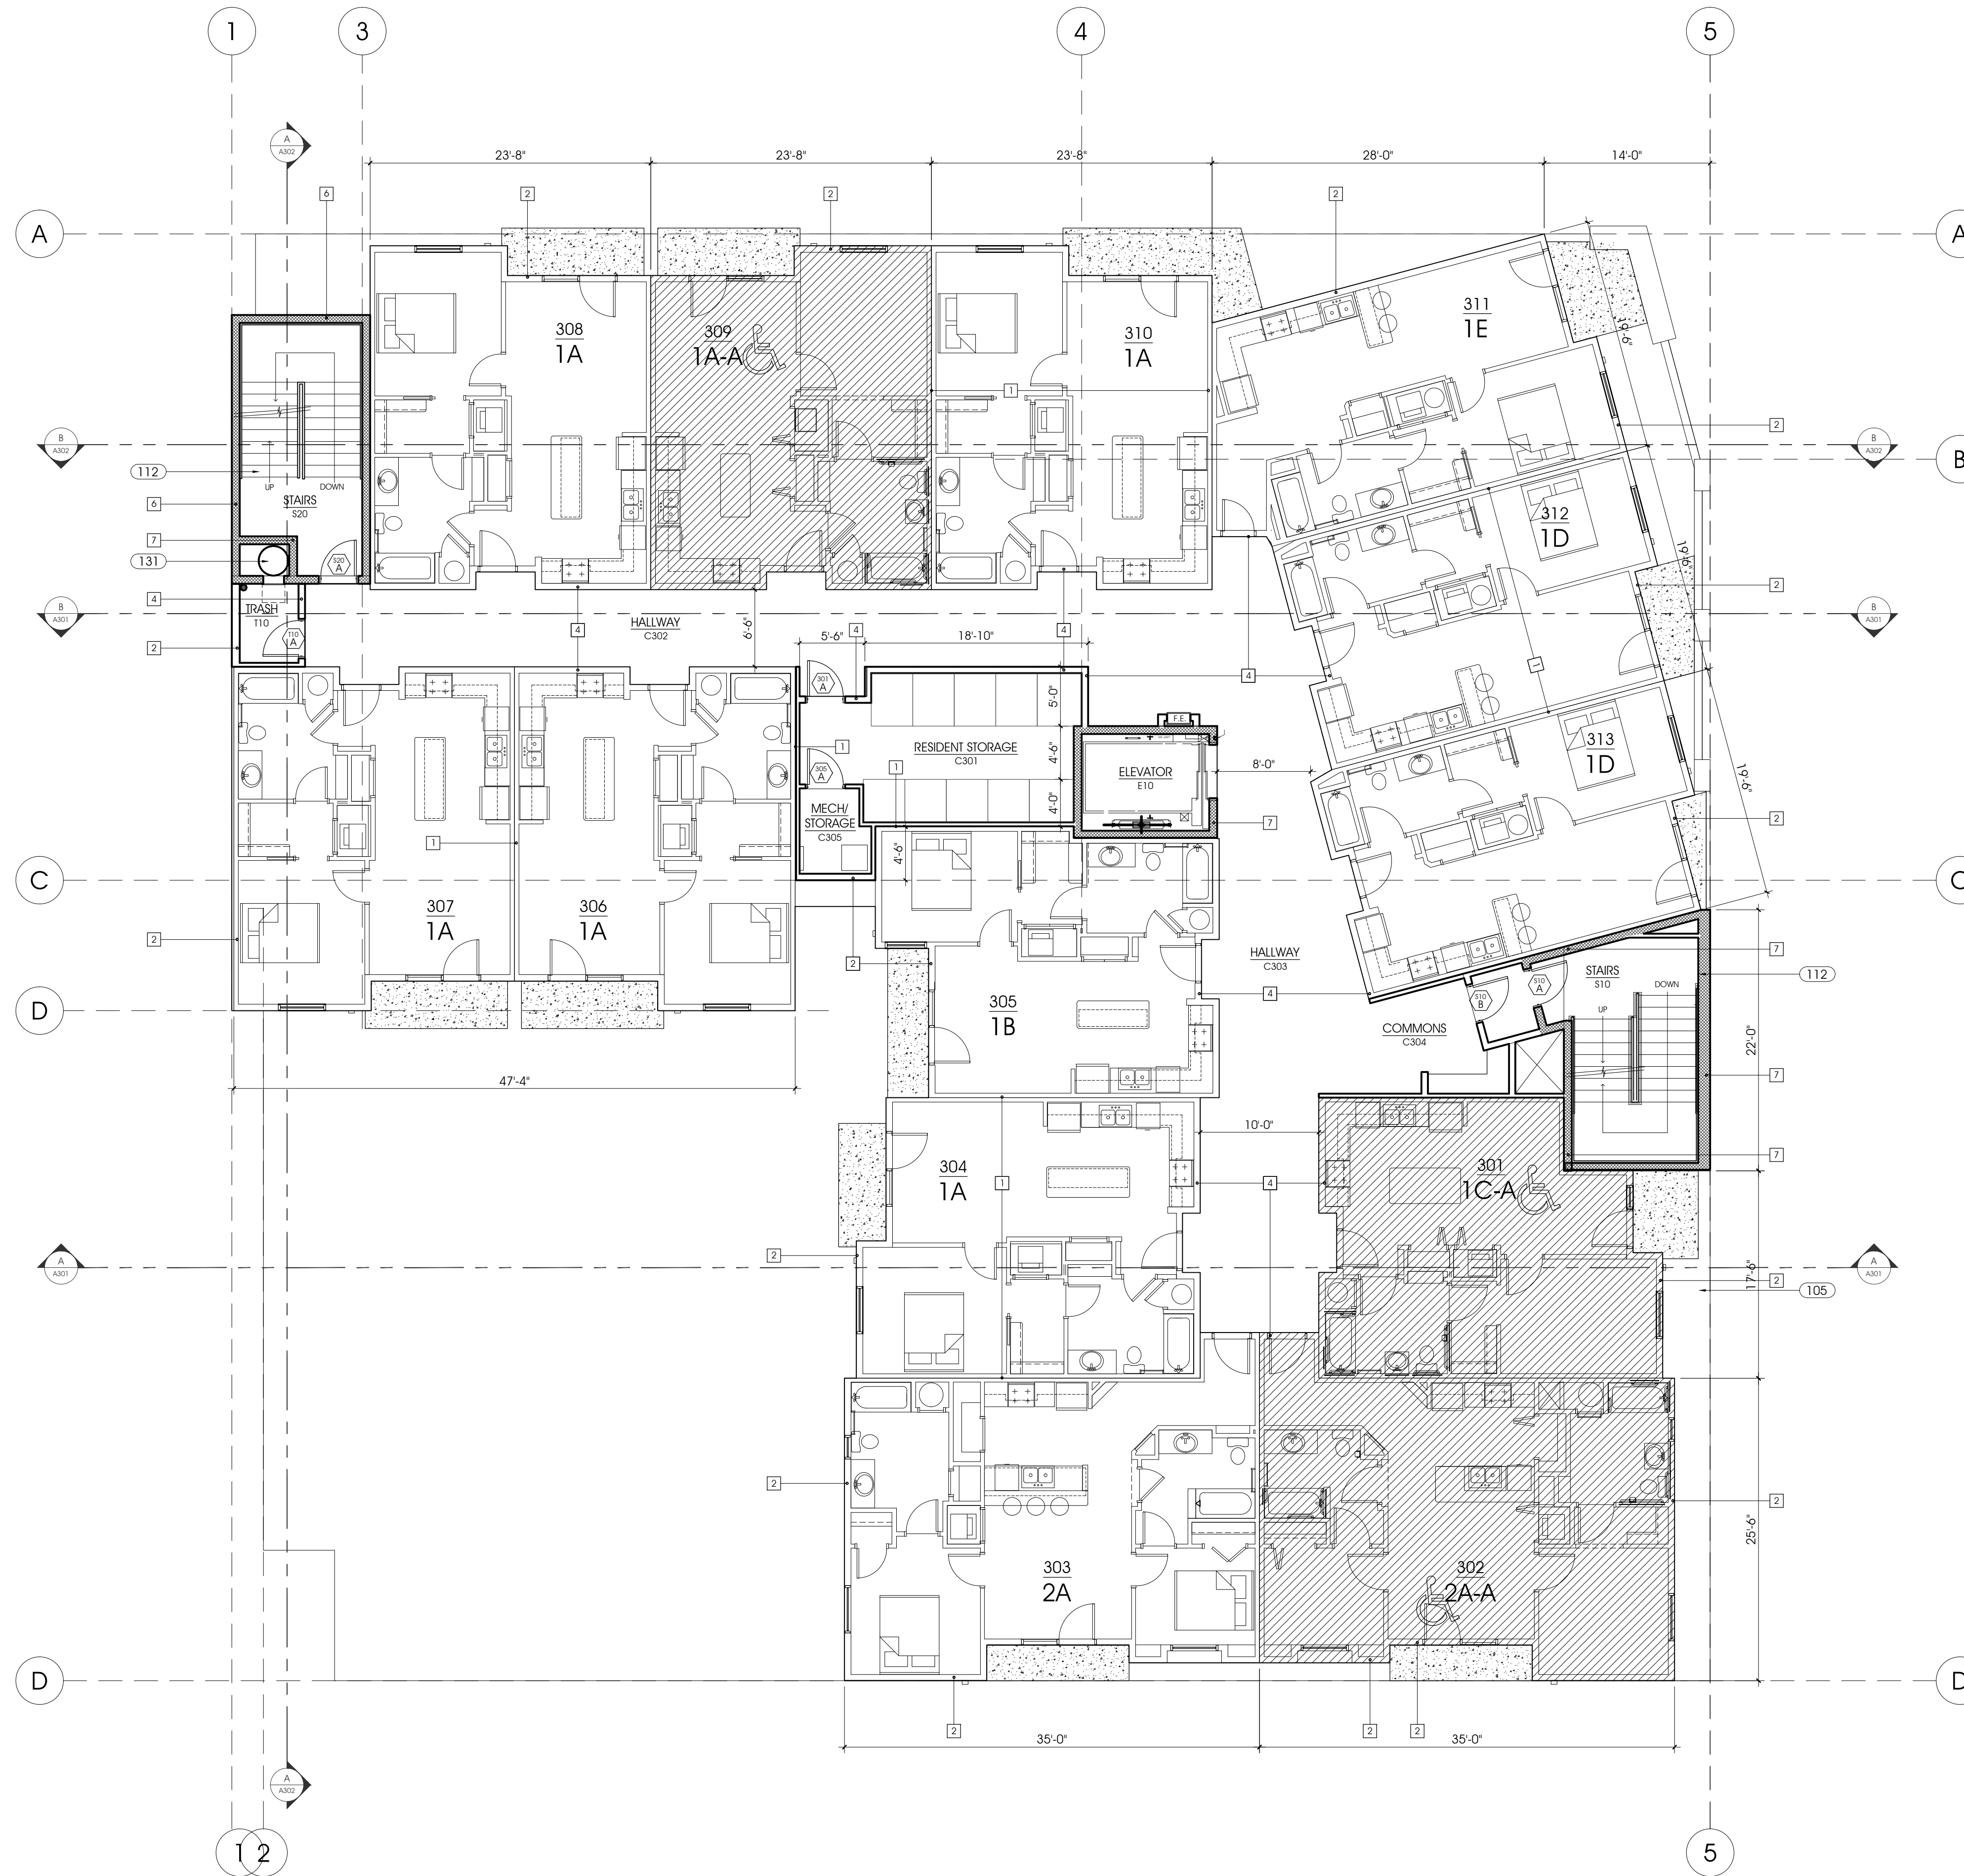 1
3
4
5
A
A302
23'-8"
23'-8"
23'-8"
28'-0"
14'-0"
6
2
2
2
A
A
308
1A
309
1A-A
310
1A
311
1E
19'-6"
1
2
B
A302
B
A302
B
112
UP
DOWN
STAIRS
S20
6
7
131
S20
A
312
1D
19'-6"
2
4
TRASH
T10
B
A301
B
A301
T10
A
HALLWAY
C302
4
6'-6"
5'-6"
4
18'-10"
4
2
1
4
301
A
5'-0"
F.E.
RESIDENT STORAGE
C301
1
4'-6"
1
305
A
ELEVATOR
E10
8'-0"
313
1D
19'-6"
MECH/
STORAGE
C305
4'-0"
7
2
1
4'-6"
C
C
307
1A
306
1A
2
2
HALLWAY
C303
7
STAIRS
S10
112
S10
A
DOWN
S10
B
UP
4
D
305
1B
COMMONS
C304
22'-0"
7
47'-4"
10'-0"
7
304
1A
1
4
301
1C-A
2
A
A301
A
A301
17'-6"
2
105
2
2
25'-6"
303
2A
302
2A-A
D
D
2
2
2
35'-0"
35'-0"
A
A302
1
2
5